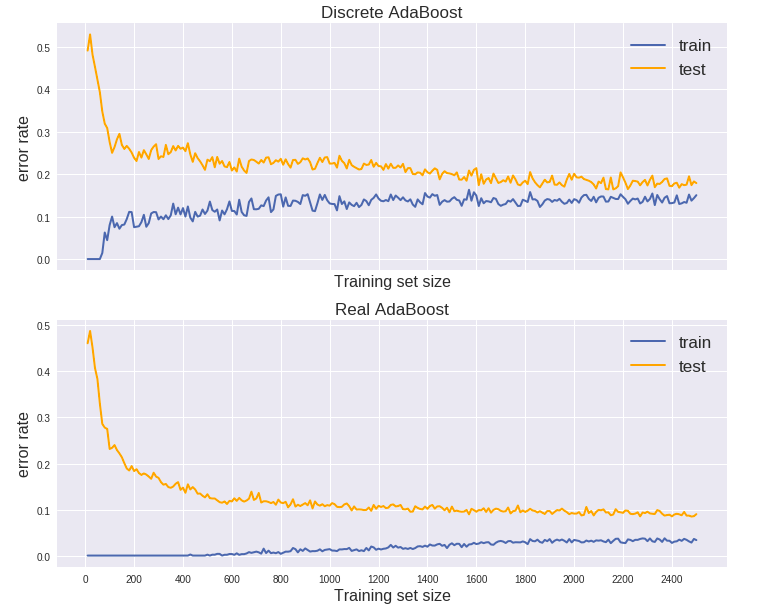 Discrete AdaBoost
0.5
0.4
0.3
0.2
0.1
0.0
error rate
train
test
Training set size
Real AdaBoost
0.5
0.4
0.3
0.2
0.1
0.0
error rate
train
test
0 200 400 600 800 1000 1200 1400 1600 1800 2000 2200 2400
Training set size